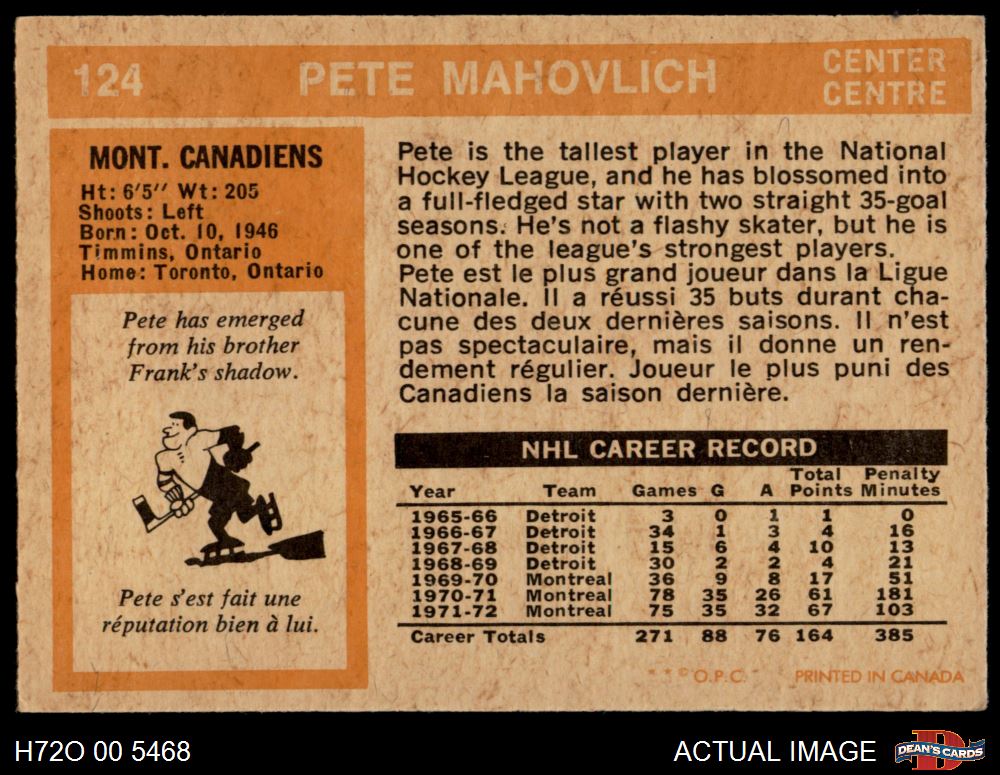 124 PETE MAHOVLICH CENTER
CENTRE
MONT. CANADIENS
Ht: 6'5'' Wt: 205
Shoots: Left
Born: Oct. 10, 1946
Timmins, Ontario
Home: Toronto, Ontario
Pete has emerged
from his brother
Frank's shadow.
Pete s'est fait une
réputation bien à lui.
Pete is the tallest player in the National
Hockey League, and he has blossomed into
a full-fledged star with two straight 35-goal
seasons. He's not a flashy skater, but he is
one of the league's strongest players.
Pete est le plus grand joueur dans la Ligue
Nationale. Il a réussi 35 buts durant cha-
cune des deux dernières saisons. Il n'est
pas spectaculaire, mais il donne un ren-
dement régulier. Joueur le plus puni des
Canadiens la saison dernière.
NHL CAREER RECORD
Total Penalty
Year Team Games G A Points Minutes
1965-66 Detroit 3 0 1 1 0
1966-67 Detroit 34 1 3 4 16
1967-68 Detroit 15 6 4 10 13
1968-69 Detroit 30 2 2 4 21
1969-70 Montreal 36 9 8 17 51
1970-71 Montreal 78 35 26 61 181
1971-72 Montreal 75 35 32 67 103
Career Totals 271 88 76 164 385
* * © O.P.C. PRINTED IN CANADA
H72O 00 5468 ACTUAL IMAGE DEAN'S CARDS